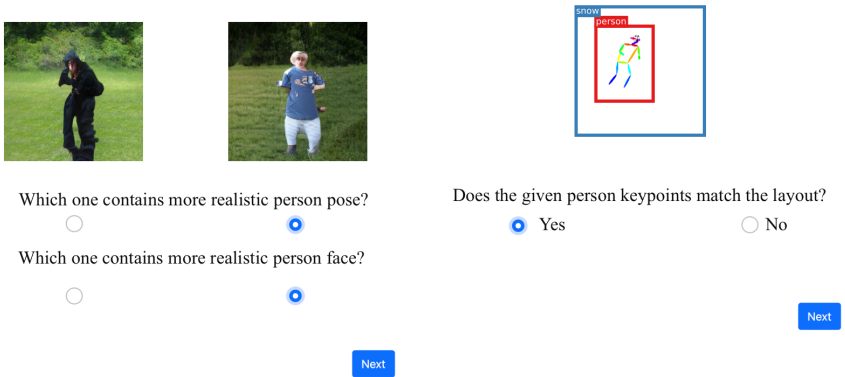 Which one contains more realistic person pose?
Which one contains more realistic person face?
Next
snow
person
Does the given person keypoints match the layout?
Yes
No
Next